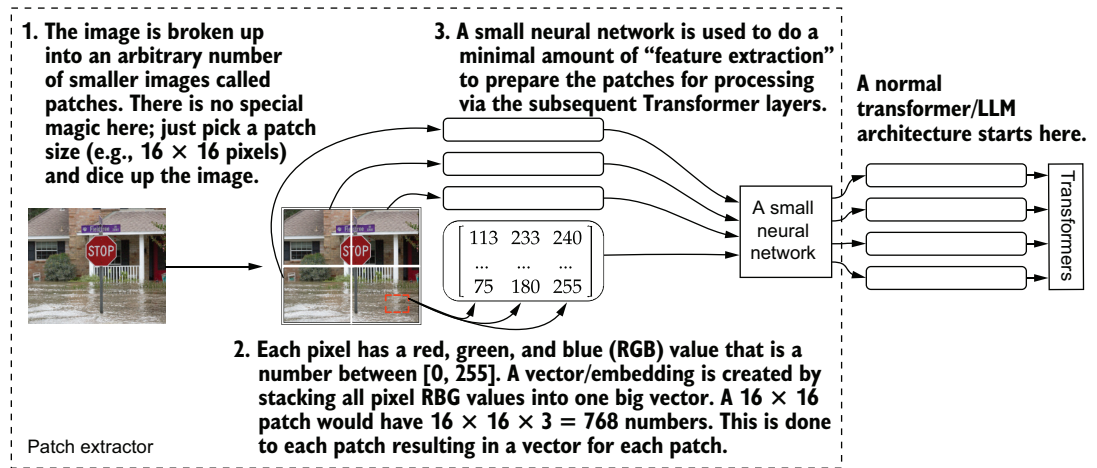 1. The image is broken up
into an arbitrary number
of smaller images called
patches. There is no special
magic here; just pick a patch
size (e.g., 16 × 16 pixels)
and dice up the image.
3. A small neural network is used to do a
minimal amount of “feature extraction”
to prepare the patches for processing
via the subsequent Transformer layers.
A normal
transformer/LLM
architecture starts here.
STOP
STOP
113 233 240
... ... ...
75 180 255
A small
neural
network
Transformers
2. Each pixel has a red, green, and blue (RGB) value that is a
number between [0, 255]. A vector/embedding is created by
stacking all pixel RBG values into one big vector. A 16 × 16
patch would have 16 × 16 × 3 = 768 numbers. This is done
to each patch resulting in a vector for each patch.
Patch extractor